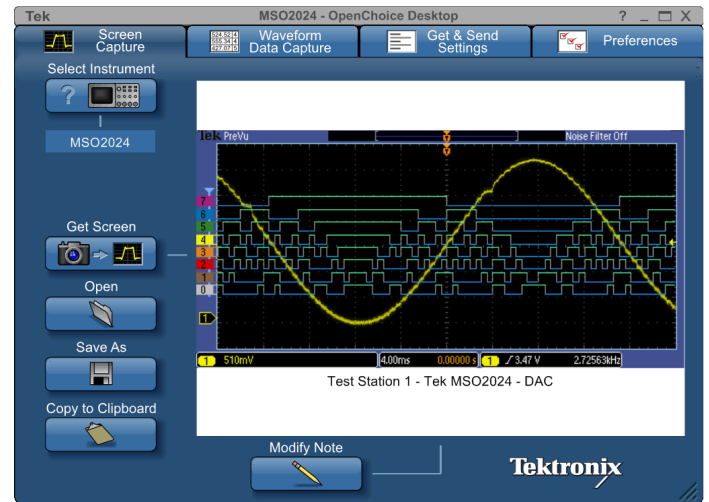 Tek
MSO2024 - OpenChoice Desktop
? _ □ X
Screen
Capture
Waveform
Data Capture
Get & Send
Settings
Preferences
Select Instrument
?
MSO2024
Get Screen
Open
Save As
Copy to Clipboard
Tek PreVu
Noise Filter Off
7
6
5
4
3
2
1
0
1
1 510mV
4.00ms 0.00000 s
1 3.47 V 2.72563kHz
Test Station 1 - Tek MSO2024 - DAC
Modify Note
Tektronix